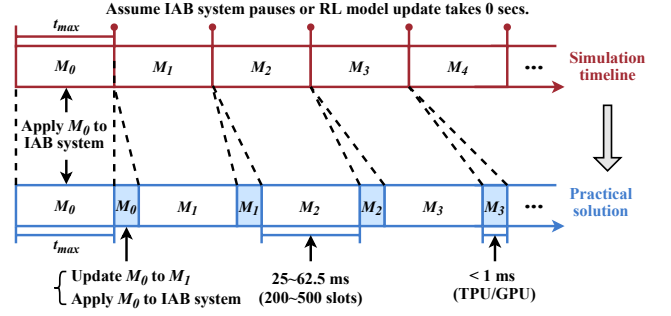 Assume IAB system pauses or RL model update takes 0 secs.
t_max
M_0 M_1 M_2 M_3 M_4 •••
Simulation
timeline
Apply M_0 to
IAB system
M_0 M_0 M_1 M_1 M_2 M_2 M_3 M_3 •••
Practical
solution
t_max
Update M_0 to M_1
Apply M_0 to IAB system
25~62.5 ms
(200~500 slots)
< 1 ms
(TPU/GPU)